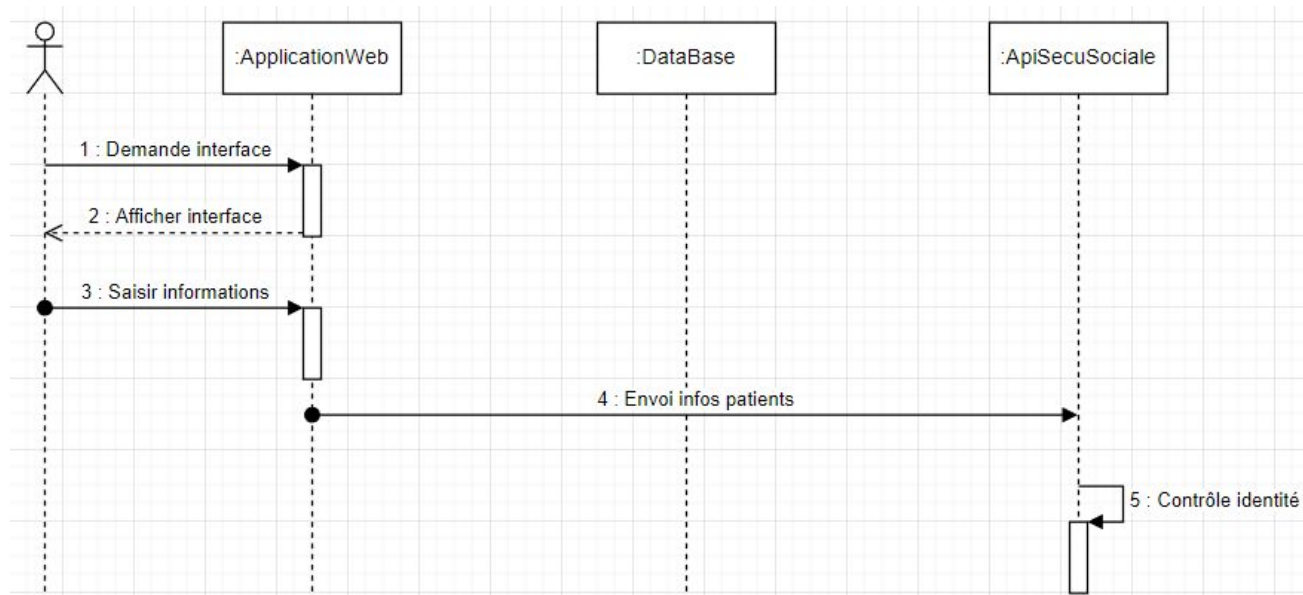 :ApplicationWeb
:DataBase
:ApiSecuSociale
1 : Demande interface
2 : Afficher interface
3 : Saisir informations
4 : Envoi infos patients
5 : Contrôle identité